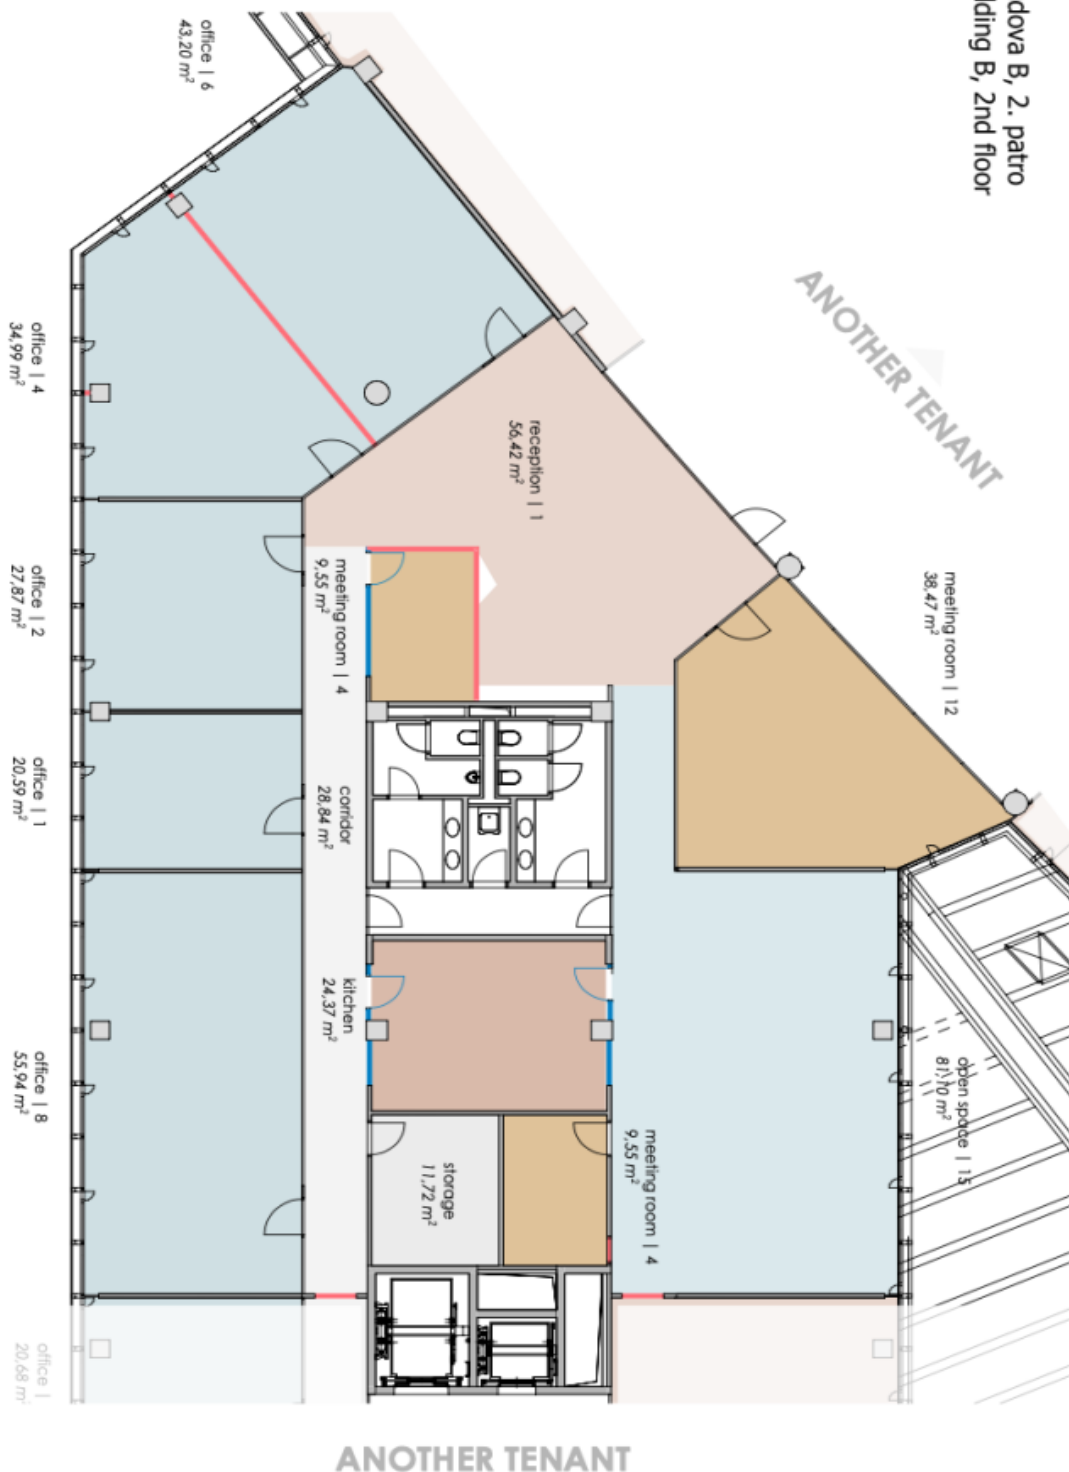 dova B, 2. patro
lding B, 2nd floor
office | 6
43,20 m²
ANOTHER TENANT
office | 4
34,99 m²
reception | 1
56,42 m²
meeting room | 12
38,47 m²
office | 2
27,87 m²
meeting room | 4
9,55 m²
office | 1
20,59 m²
corridor
28,84 m²
kitchen
24,37 m²
office | 8
55,94 m²
open space | 15
81,10 m²
meeting room | 4
9,55 m²
storage
11,72 m²
office |
20,68 m²
ANOTHER TENANT